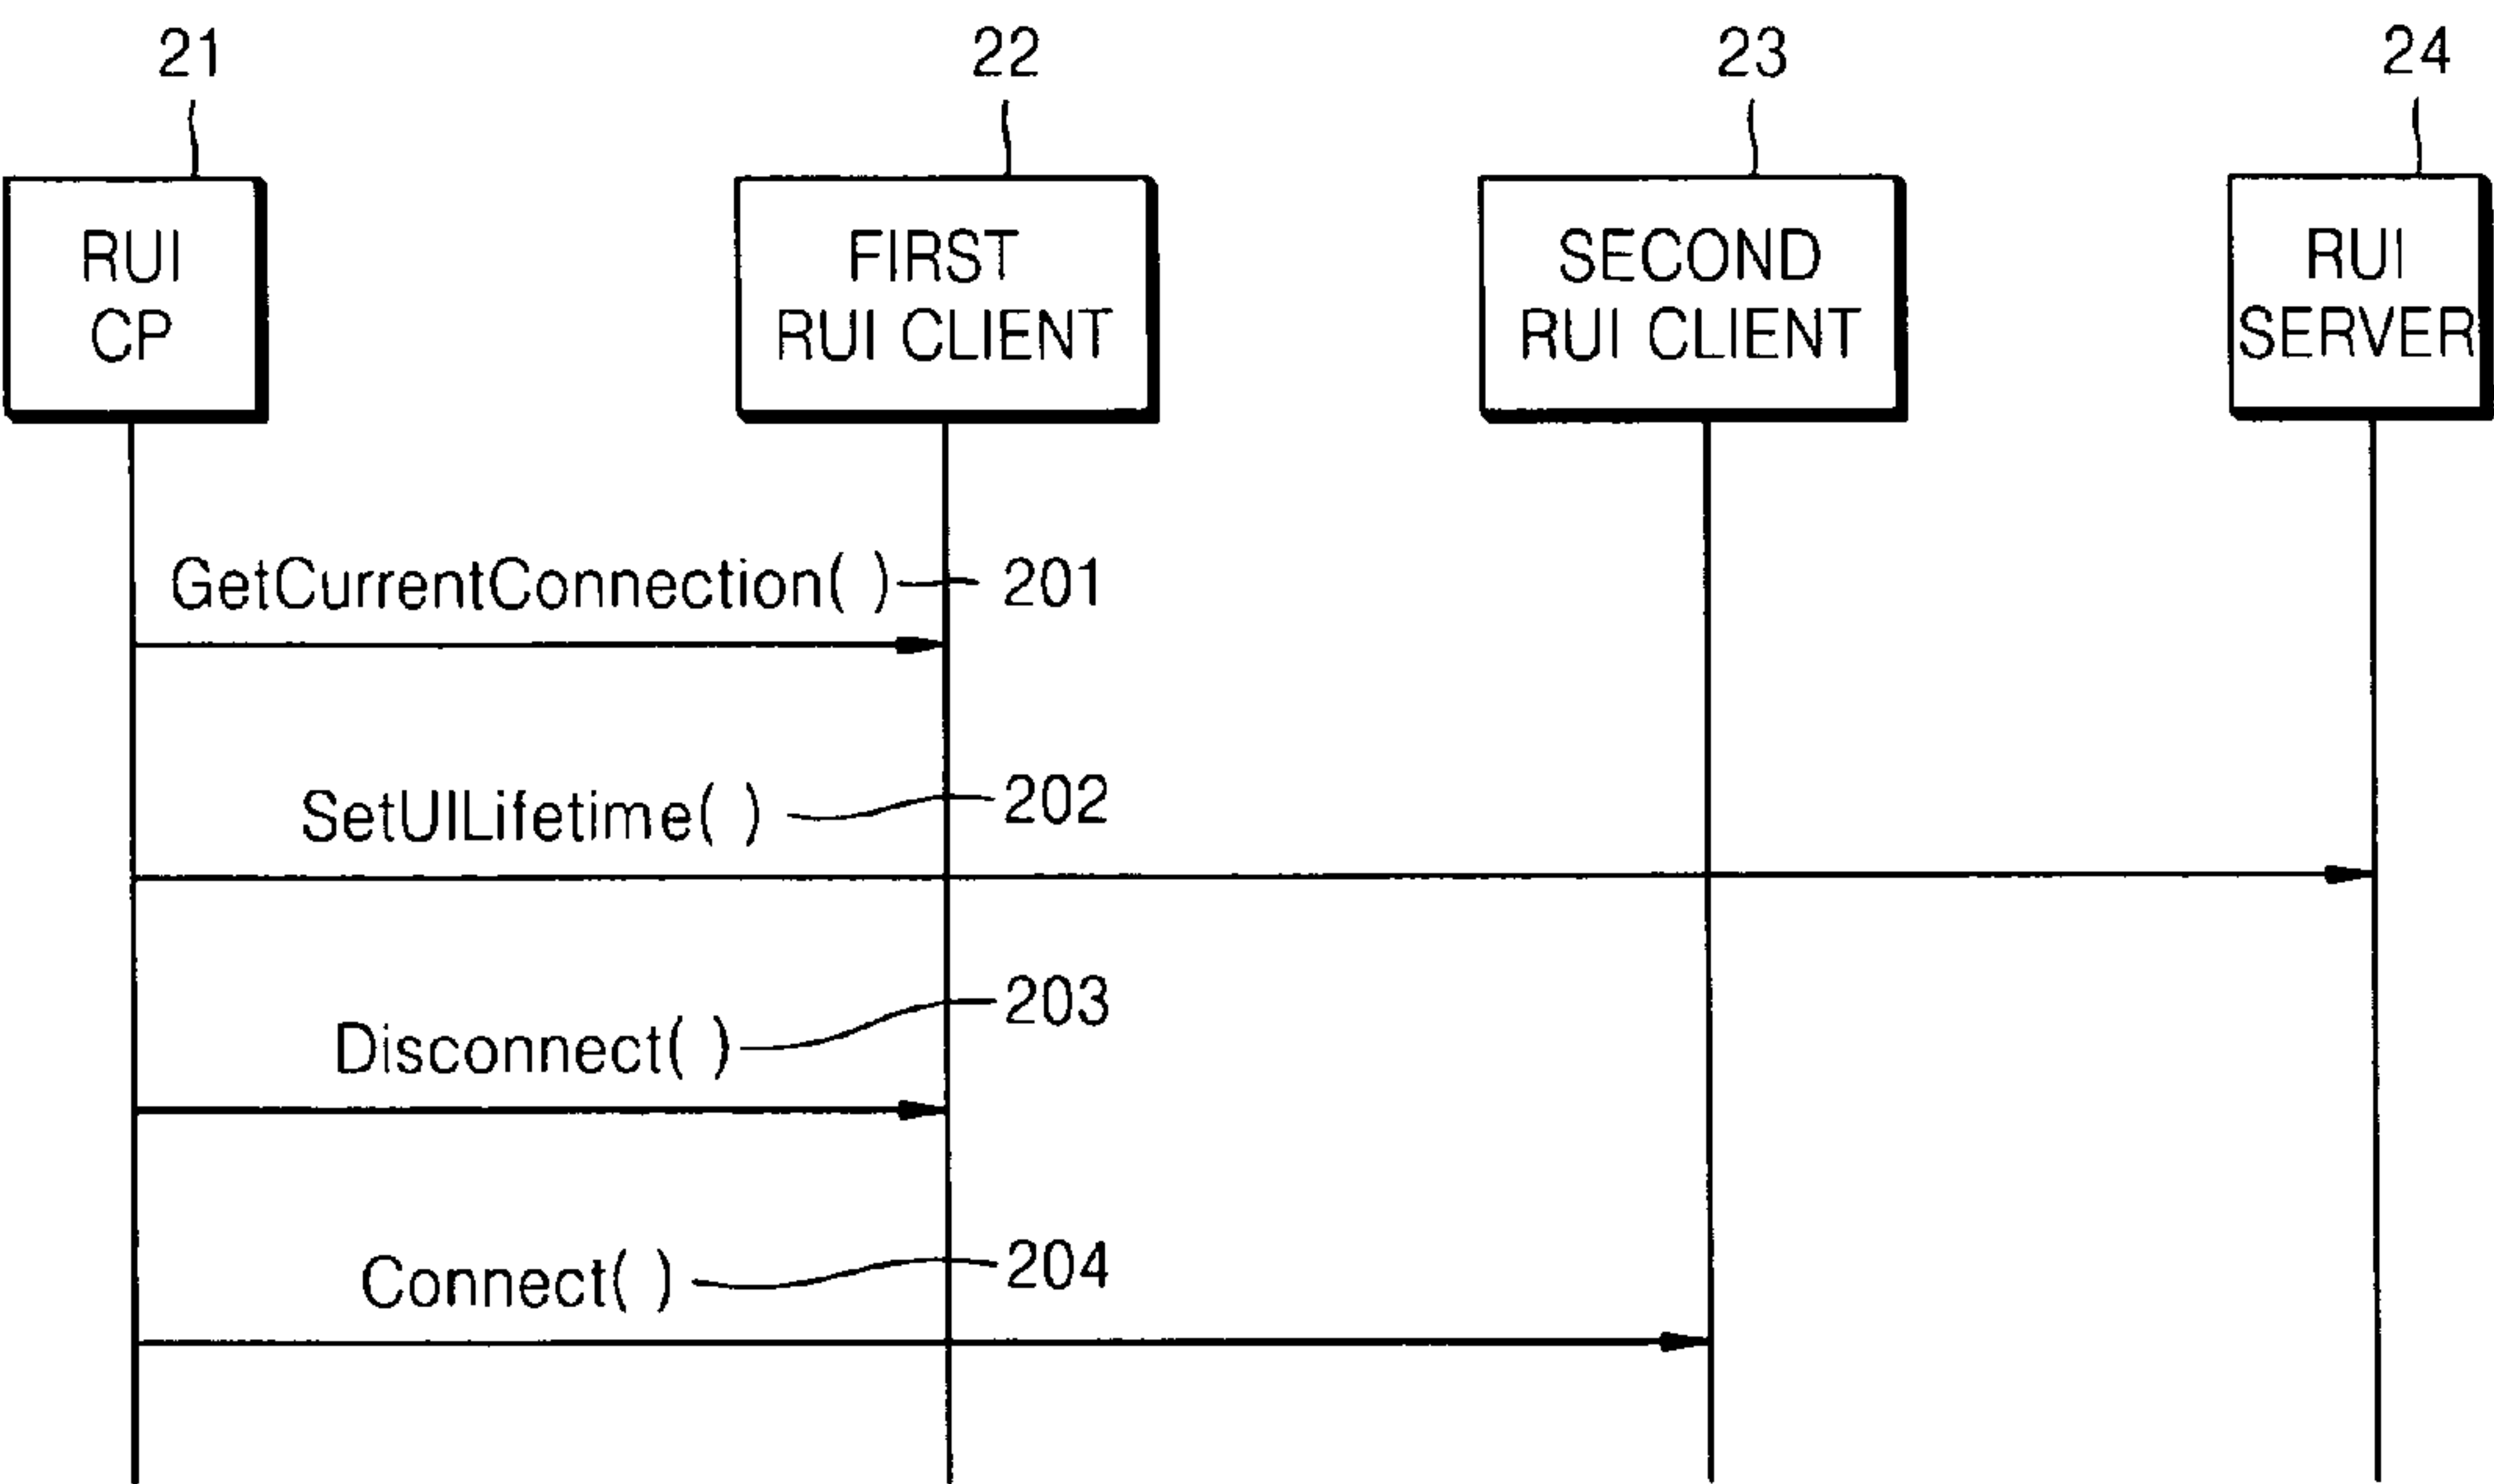 21
22
23
24
RUI
CP
FIRST
RUI CLIENT
SECOND
RUI CLIENT
RUI
SERVER
GetCurrentConnection( )
201
SetUILifetime( )
202
Disconnect( )
203
Connect( )
204